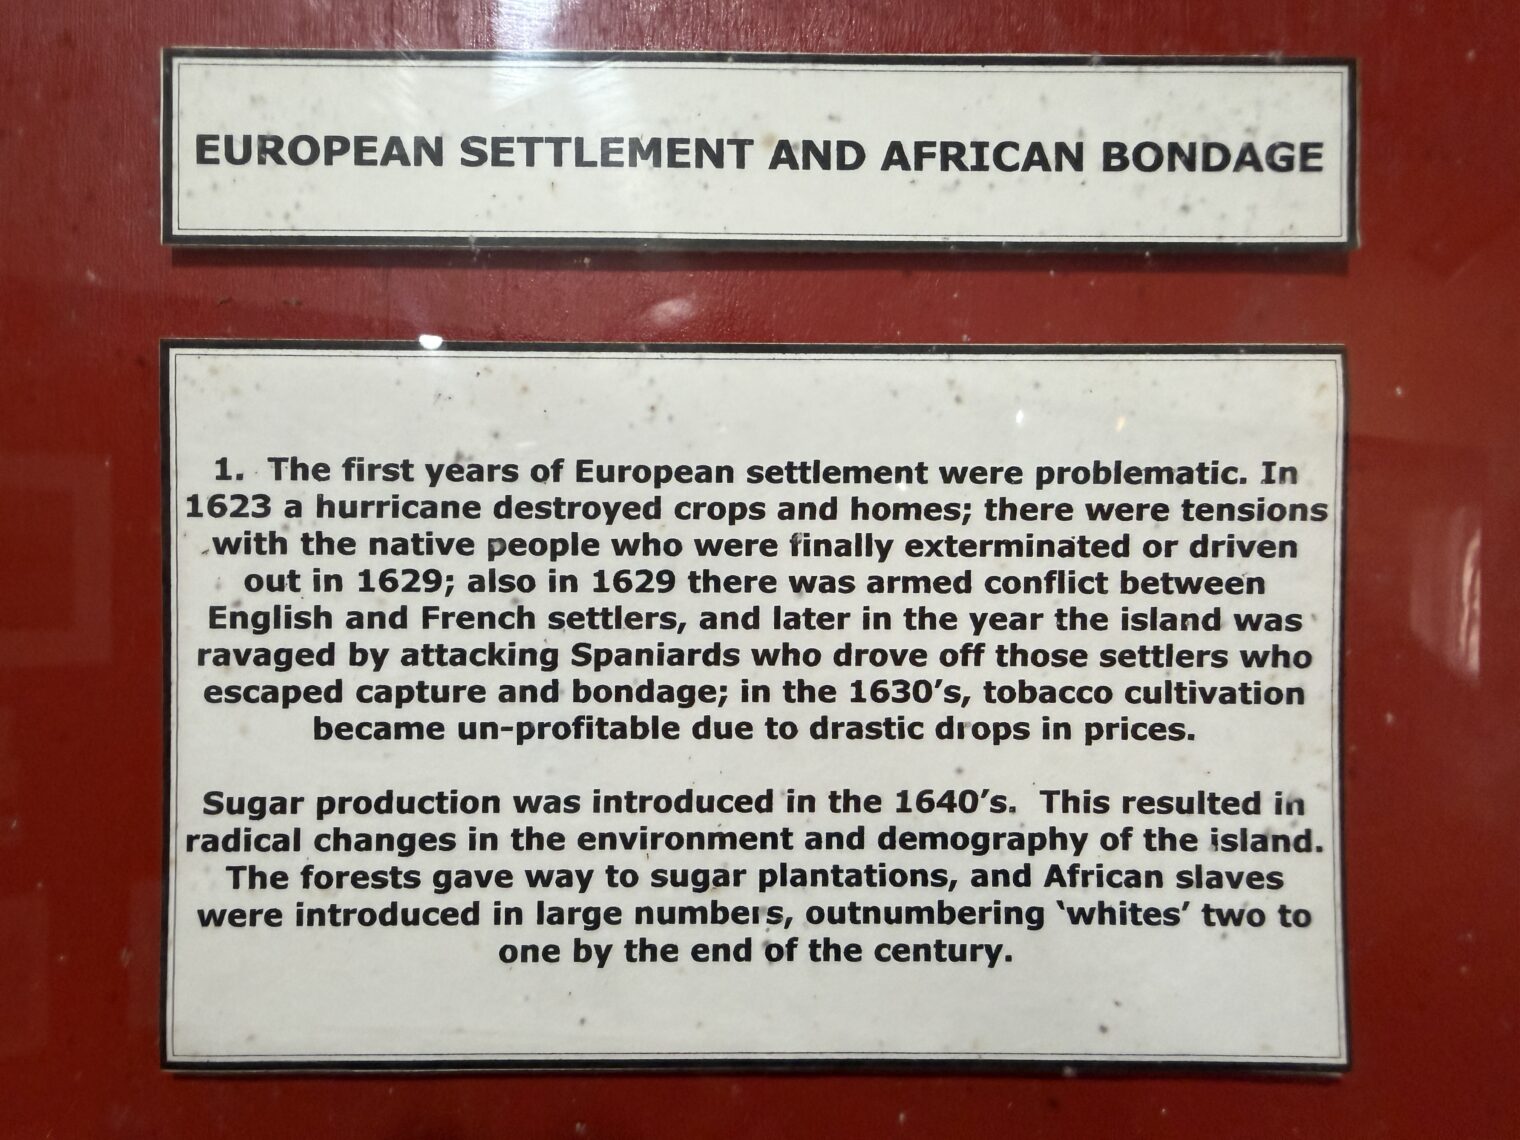 EUROPEAN SETTLEMENT AND AFRICAN BONDAGE
1. The first years of European settlement were problematic. In
1623 a hurricane destroyed crops and homes; there were tensions
with the native people who were finally exterminated or driven
out in 1629; also in 1629 there was armed conflict between
English and French settlers, and later in the year the island was
ravaged by attacking Spaniards who drove off those settlers who
escaped capture and bondage; in the 1630's, tobacco cultivation
became un-profitable due to drastic drops in prices.
Sugar production was introduced in the 1640's. This resulted in
radical changes in the environment and demography of the island.
The forests gave way to sugar plantations, and African slaves
were introduced in large numbers, outnumbering ‘whites’ two to
one by the end of the century.